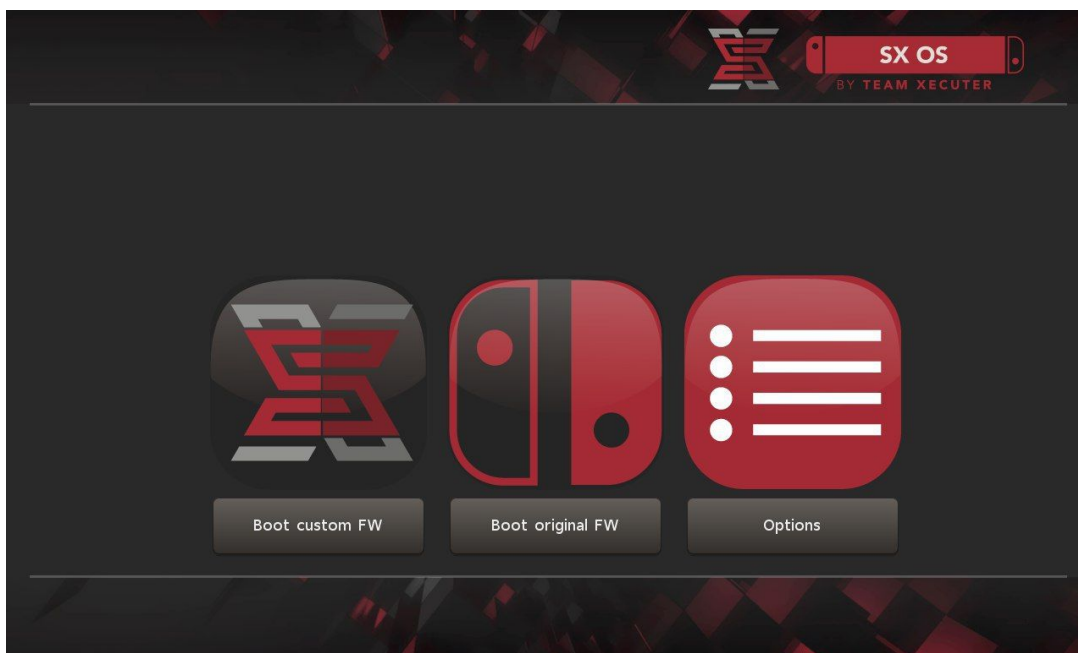 SX OS
BY TEAM XECUTER
Boot custom FW
Boot original FW
Options